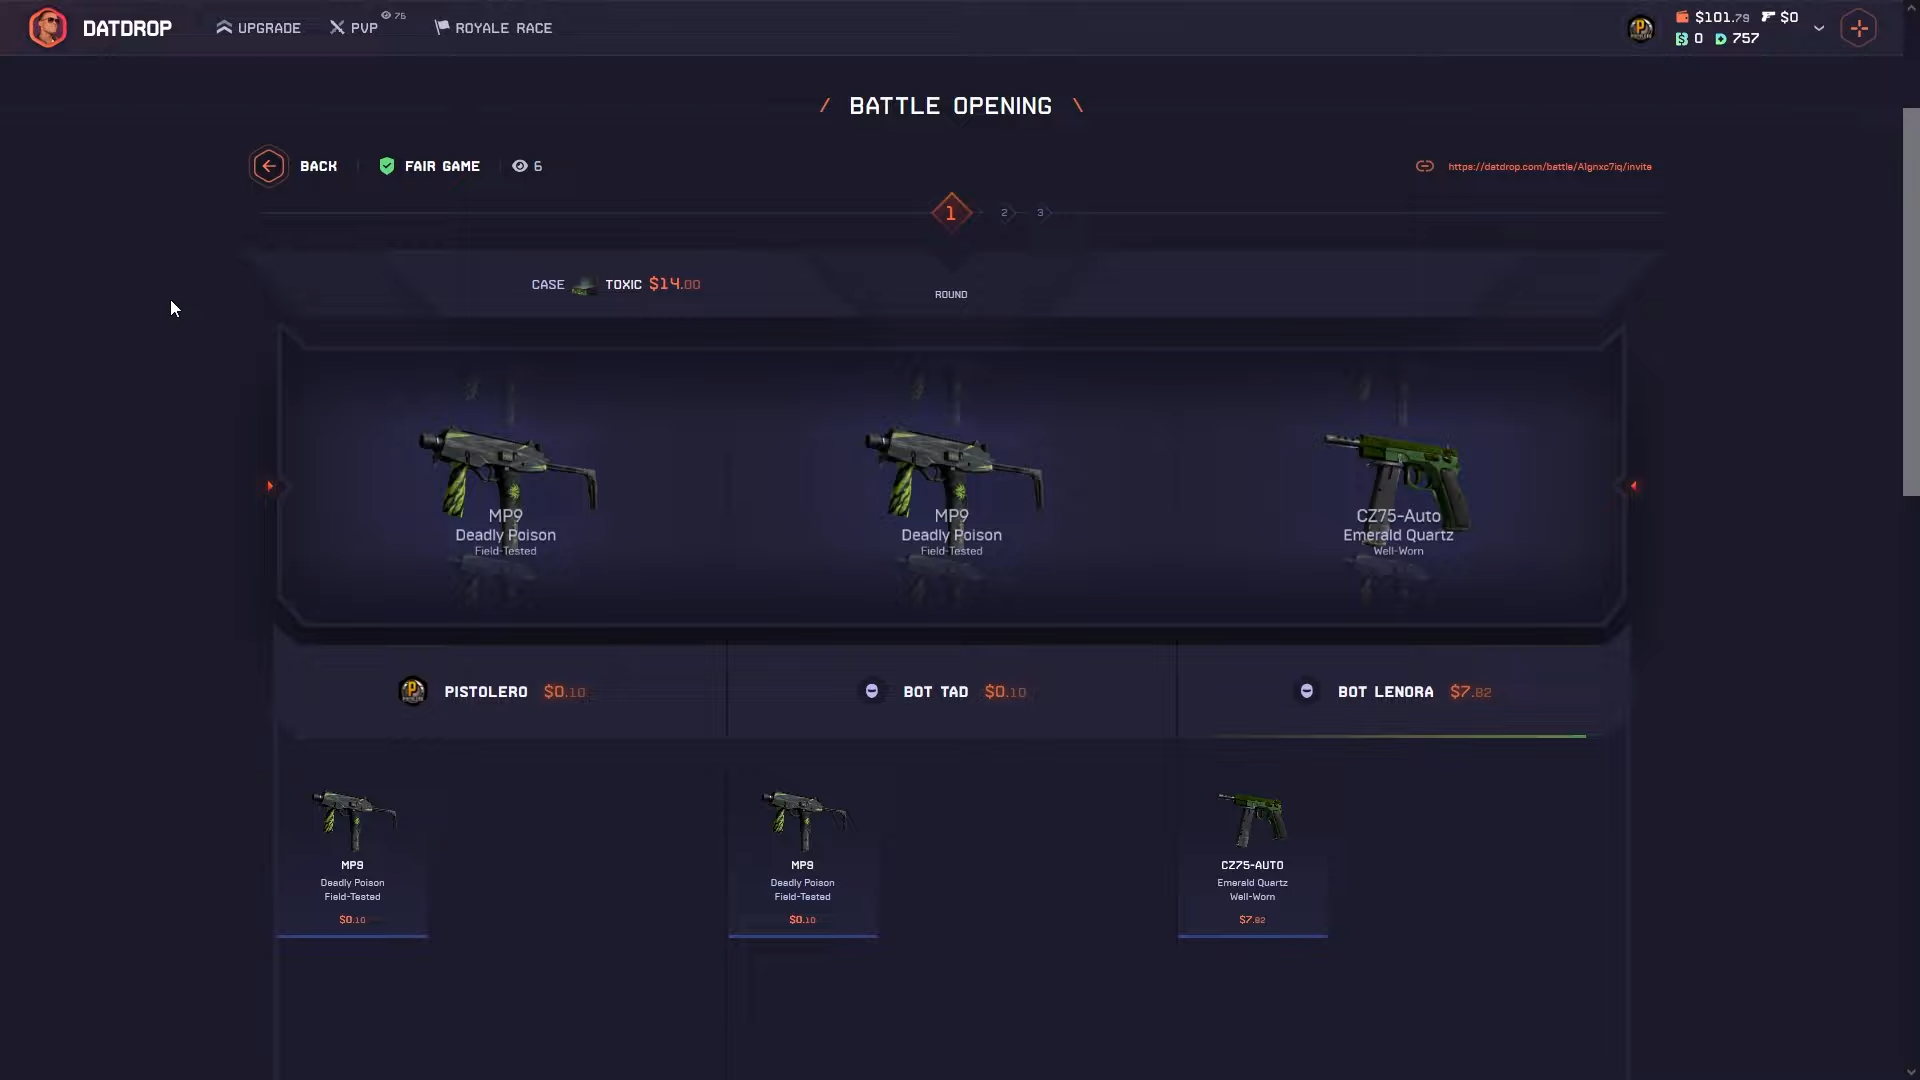 DATDROP
UPGRADE
PVP
76
ROYALE RACE
$101.79
$0
0
757
/ BATTLE OPENING \
BACK
FAIR GAME
6
https://datdrop.com/battle/Algnxc7iq/invite
1
2
3
CASE TOXIC $14.00
ROUND
MP9
Deadly Poison
Field-Tested
MP9
Deadly Poison
Field-Tested
CZ75-Auto
Emerald Quartz
Well-Worn
PISTOLERO $0.10
BOT TAD $0.10
BOT LENORA $7.82
MP9
Deadly Poison
Field-Tested
$0.10
MP9
Deadly Poison
Field-Tested
$0.10
CZ75-AUTO
Emerald Quartz
Well-Worn
$7.82